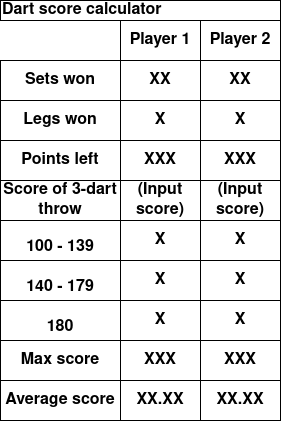 Dart score calculator
Player 1 Player 2
Sets won XX XX
Legs won X X
Points left XXX XXX
Score of 3-dart (Input (Input
throw score) score)
100 - 139 X X
140 - 179 X X
180 X X
Max score XXX XXX
Average score XX.XX XX.XX